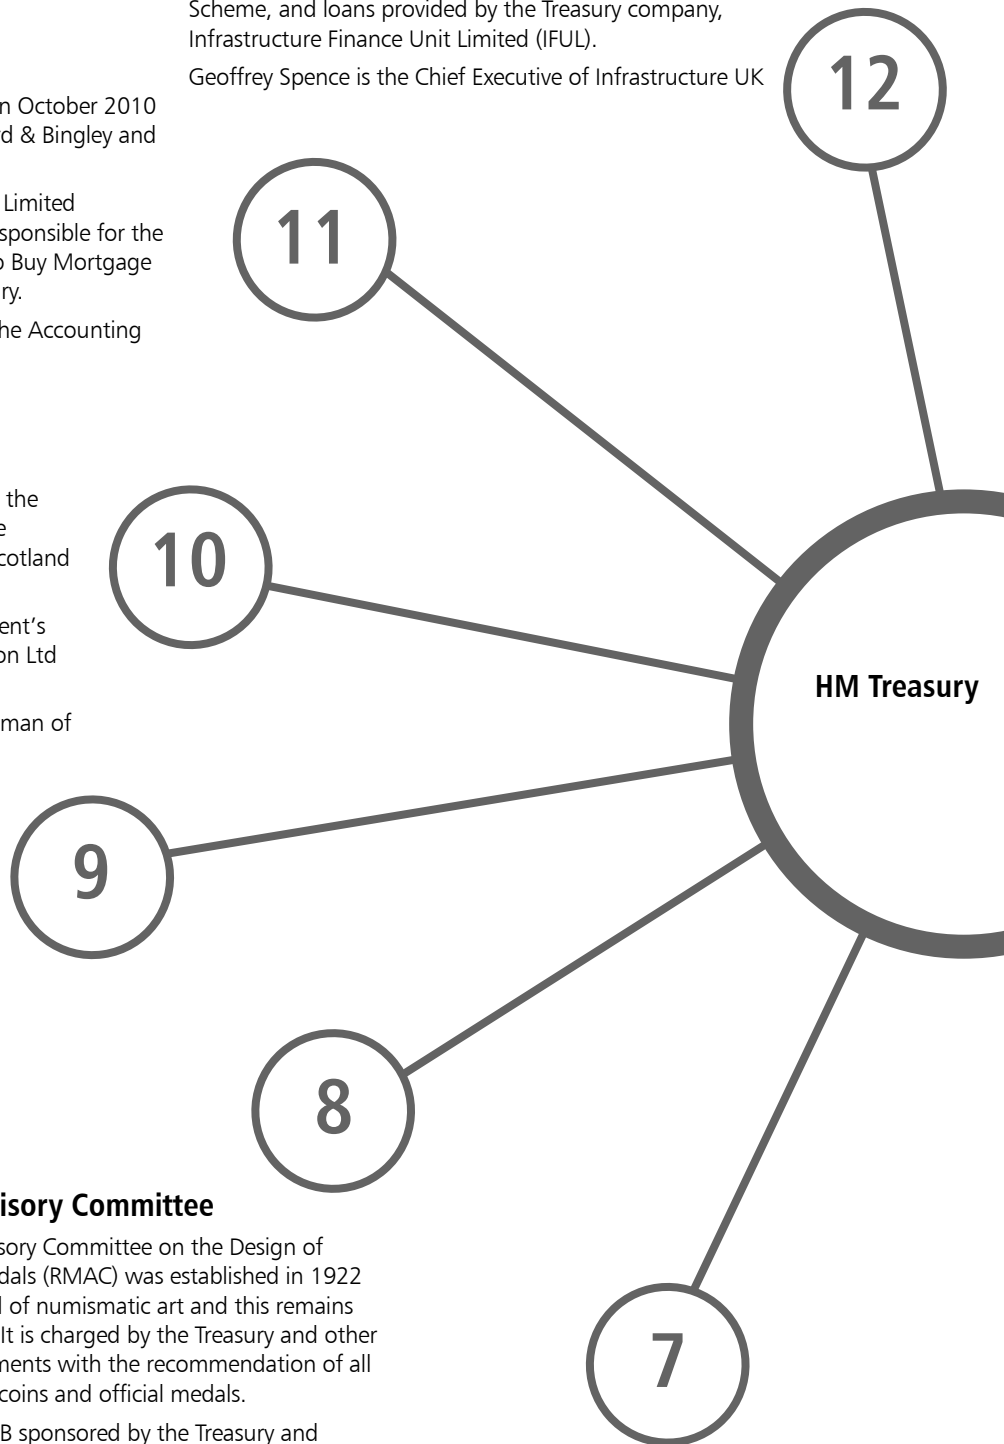 Scheme, and loans provided by the Treasury company,
Infrastructure Finance Unit Limited (IFUL).
Geoffrey Spence is the Chief Executive of Infrastructure UK
12
n October 2010
d & Bingley and
Limited
sponsible for the
o Buy Mortgage
ry.
he Accounting
11
the
e
cotland
ent’s
on Ltd
man of
10
HM Treasury
9
8
isory Committee
sory Committee on the Design of
dals (RMAC) was established in 1922
l of numismatic art and this remains
It is charged by the Treasury and other
ments with the recommendation of all
coins and official medals.
B sponsored by the Treasury and
7